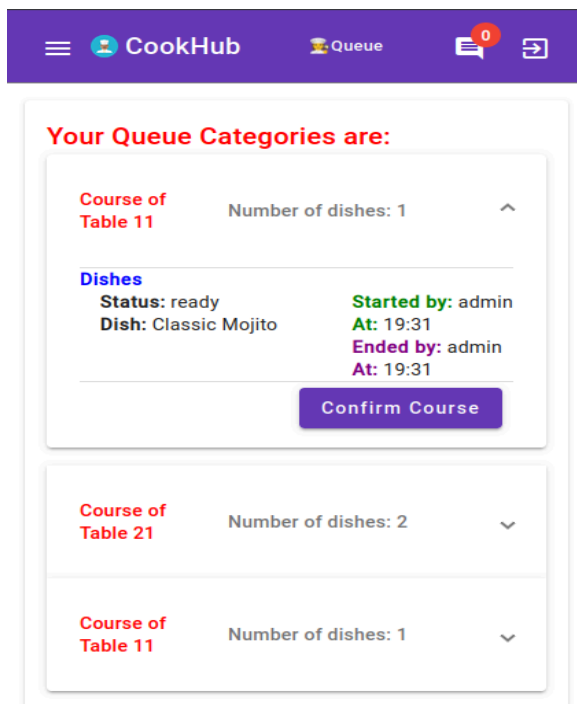 CookHub Queue 0
Your Queue Categories are:
Course of
Table 11
Number of dishes: 1
Dishes
Status: ready
Dish: Classic Mojito
Started by: admin
At: 19:31
Ended by: admin
At: 19:31
Confirm Course
Course of
Table 21
Number of dishes: 2
Course of
Table 11
Number of dishes: 1